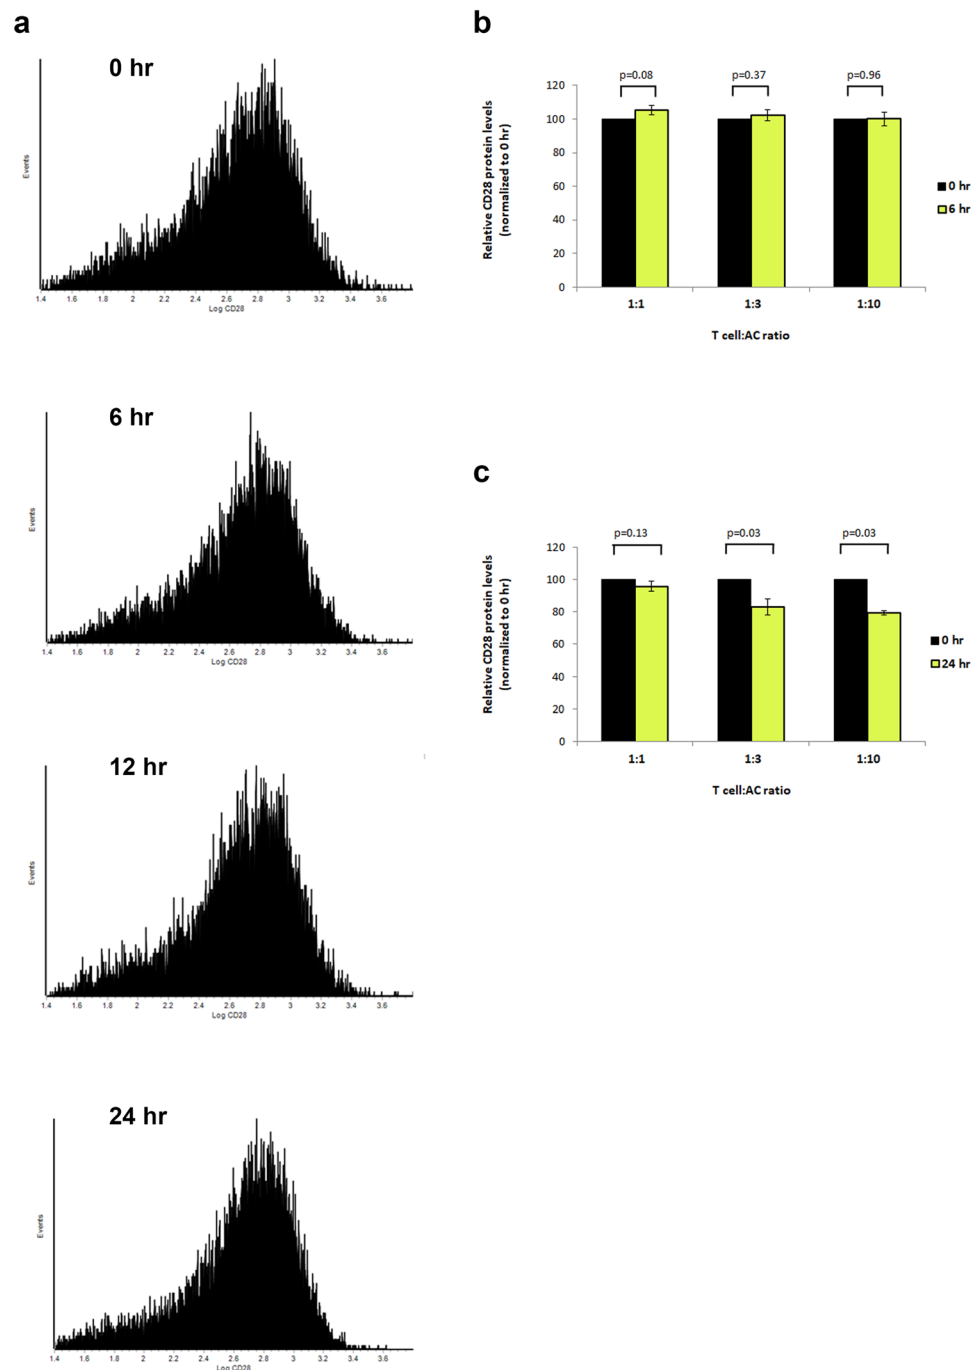 a
0 hr
Events
1.4 1.6 1.8 2 2.2 2.4 2.6 2.8 3 3.2 3.4 3.6
Log CD28
6 hr
Events
1.4 1.6 1.8 2 2.2 2.4 2.6 2.8 3 3.2 3.4 3.6
Log CD28
12 hr
Events
1.4 1.6 1.8 2 2.2 2.4 2.6 2.8 3 3.2 3.4 3.6
Log CD28
24 hr
Events
1.4 1.6 1.8 2 2.2 2.4 2.6 2.8 3 3.2 3.4 3.6
Log CD28
b
p=0.08 p=0.37 p=0.96
Relative CD28 protein levels
(normalized to 0 hr)
120
100
80
60
40
20
0
1:1 1:3 1:10
T cell:AC ratio
0 hr
6 hr
c
p=0.13 p=0.03 p=0.03
Relative CD28 protein levels
(normalized to 0 hr)
120
100
80
60
40
20
0
1:1 1:3 1:10
T cell:AC ratio
0 hr
24 hr